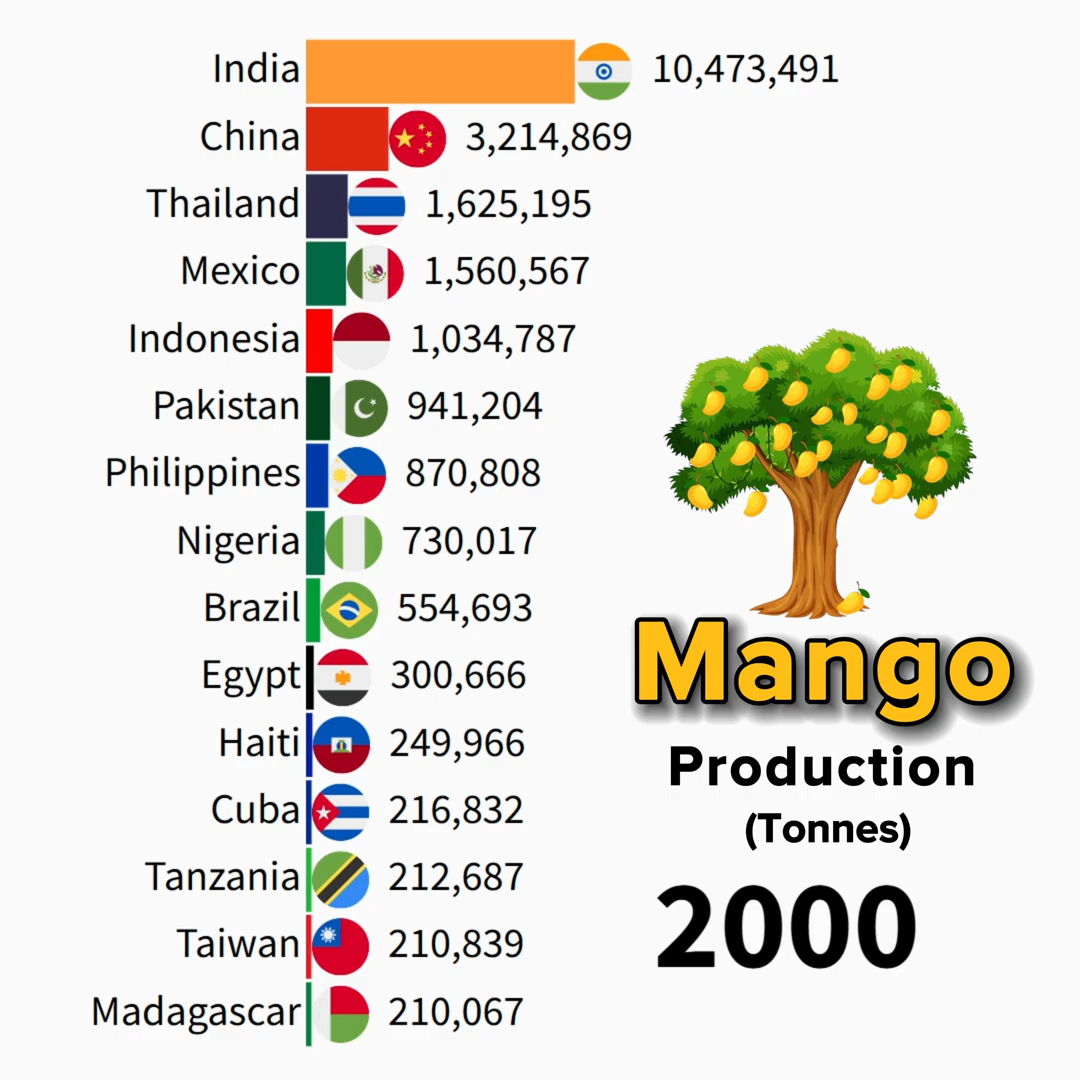 India 10,473,491
China 3,214,869
Thailand 1,625,195
Mexico 1,560,567
Indonesia 1,034,787
Pakistan 941,204
Philippines 870,808
Nigeria 730,017
Brazil 554,693
Egypt 300,666
Haiti 249,966
Cuba 216,832
Tanzania 212,687
Taiwan 210,839
Madagascar 210,067
Mango
Production
(Tonnes)
2000